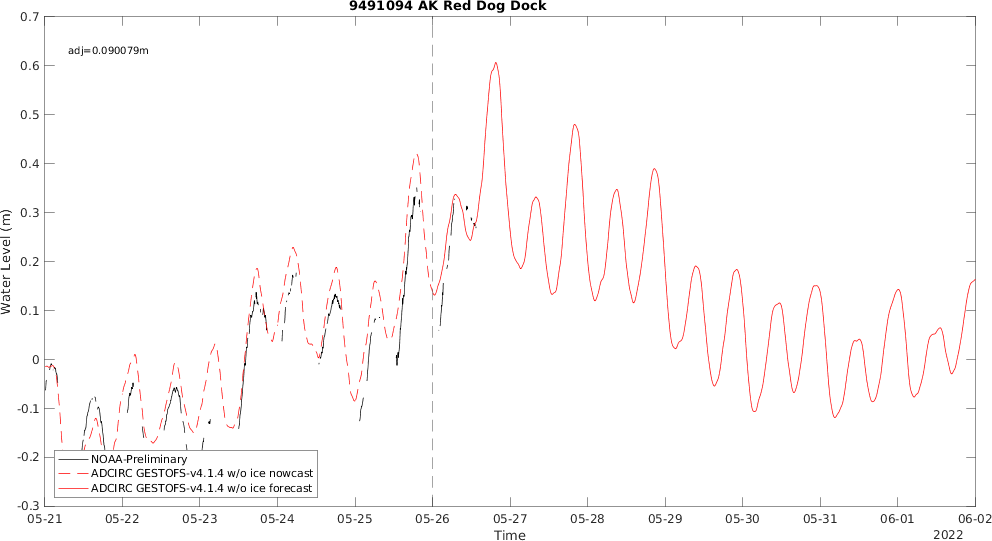 9491094 AK Red Dog Dock
0.7
adj=0.090079m
0.6
0.5
0.4
0.3
0.2
0.1
0
-0.1
-0.2
-0.3
Water Level (m)
NOAA-Preliminary
ADCIRC GESTOFS-v4.1.4 w/o ice nowcast
ADCIRC GESTOFS-v4.1.4 w/o ice forecast
05-21 05-22 05-23 05-24 05-25 05-26 05-27 05-28 05-29 05-30 05-31 06-01 06-02
Time
2022